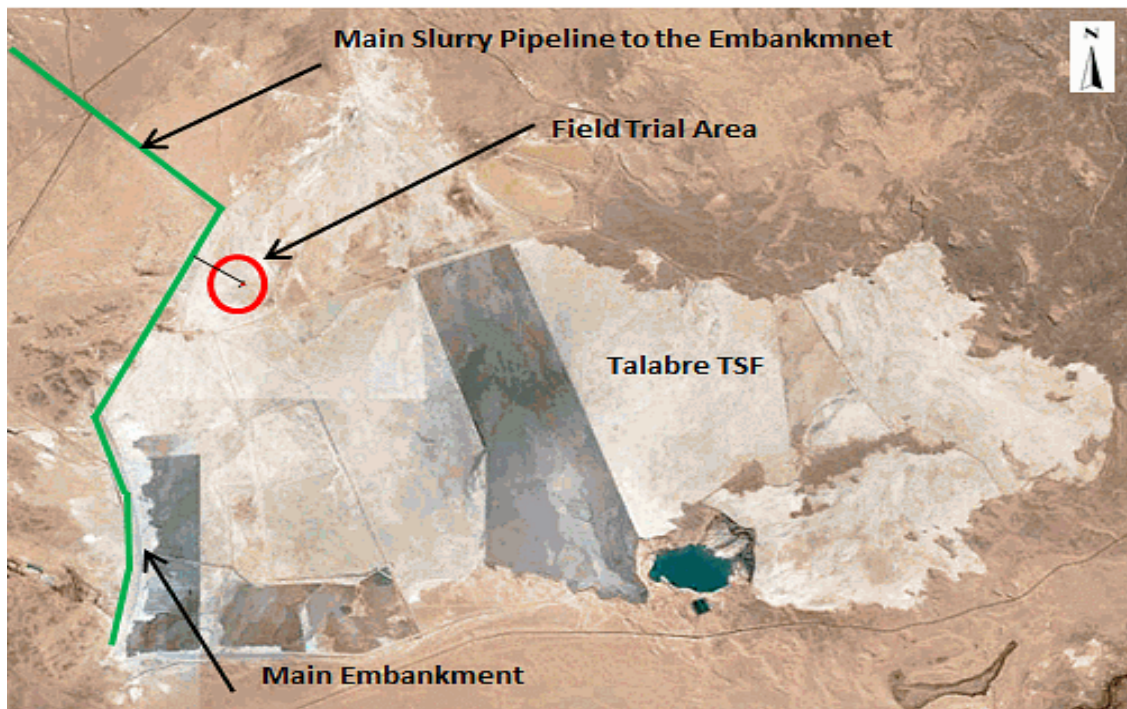 Main Slurry Pipeline to the Embankmnet
N
Field Trial Area
Talabre TSF
Main Embankment